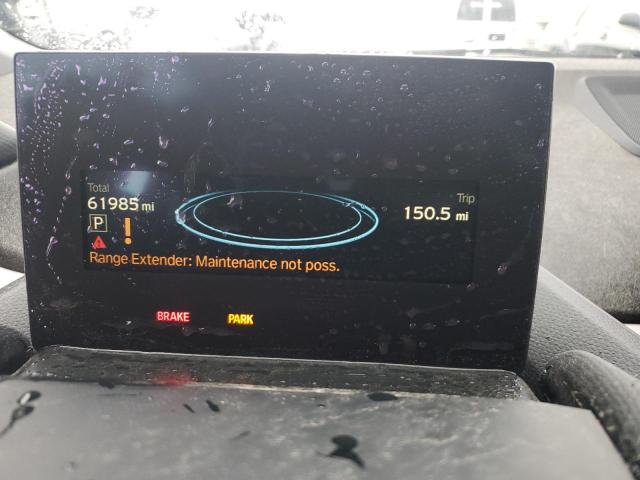 Total
61985 mi
Trip
150.5 mi
P
!
Range Extender: Maintenance not poss.
BRAKE
PARK